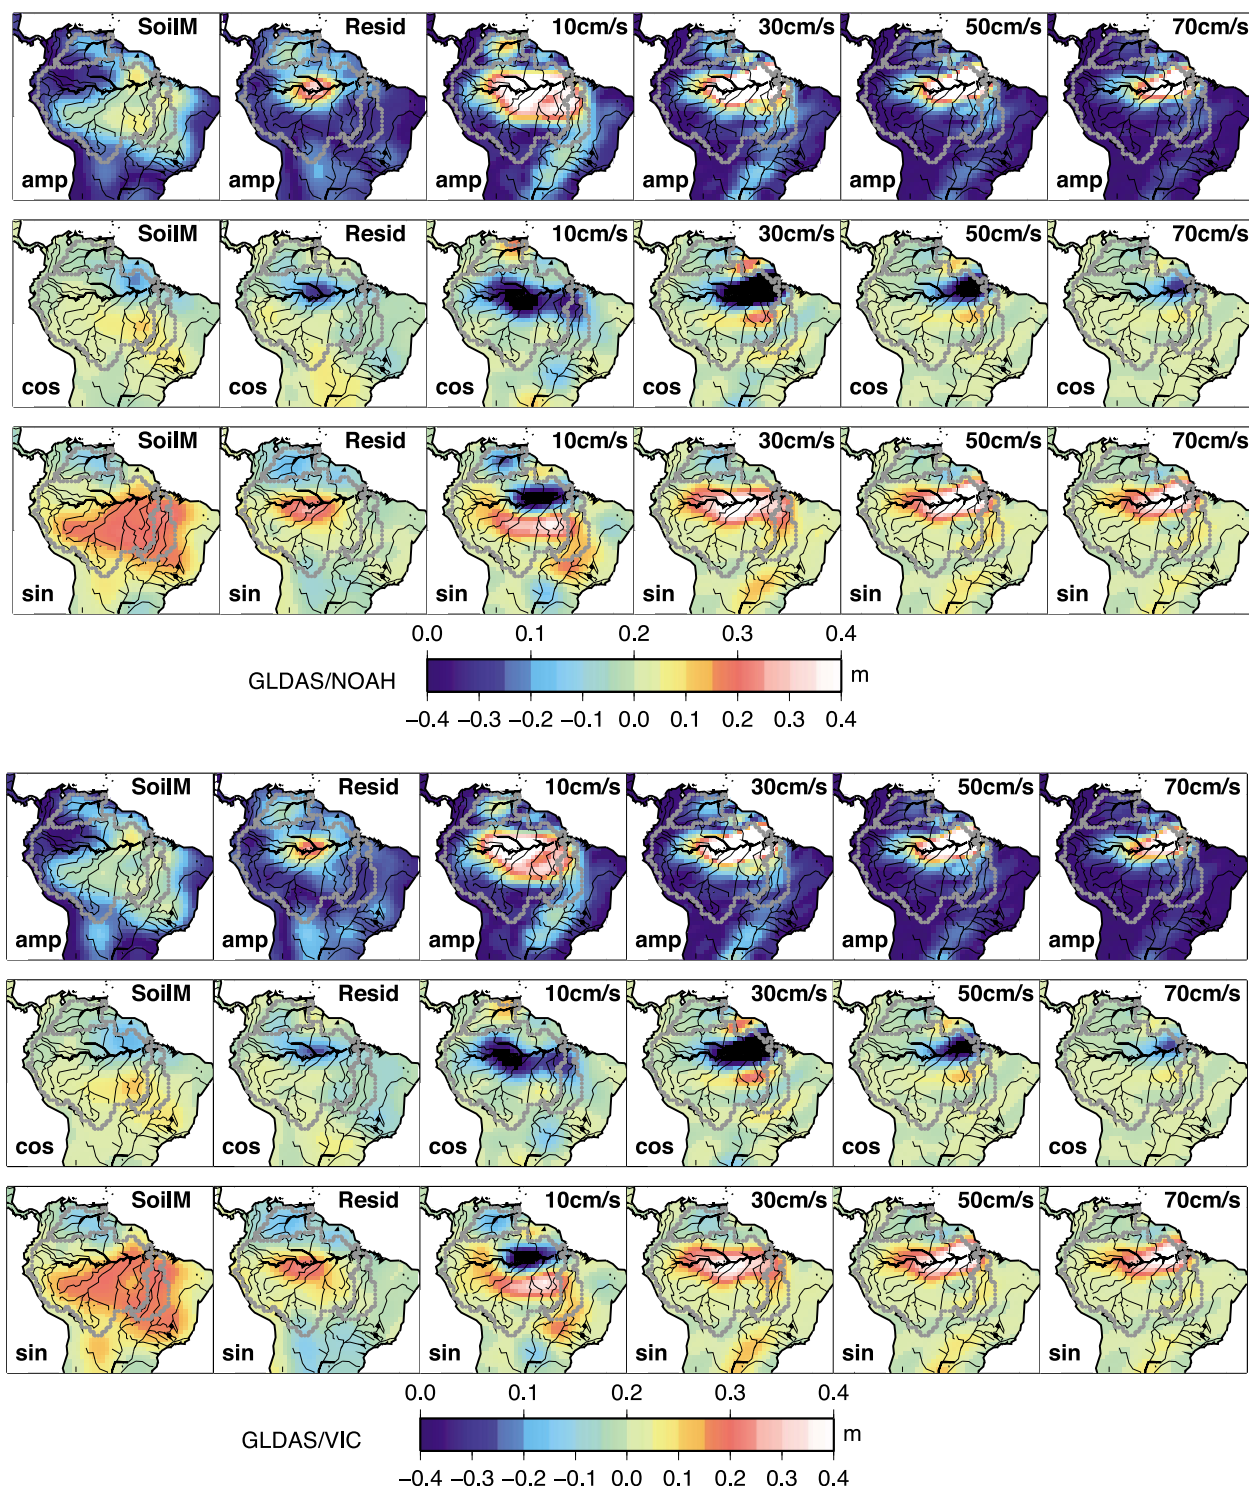 SoilM Resid 10cm/s 30cm/s 50cm/s 70cm/s
amp amp amp amp amp amp
SoilM Resid 10cm/s 30cm/s 50cm/s 70cm/s
cos cos cos cos cos cos
SoilM Resid 10cm/s 30cm/s 50cm/s 70cm/s
sin sin sin sin sin sin
0.0 0.1 0.2 0.3 0.4
GLDAS/NOAH m
−0.4 −0.3 −0.2 −0.1 0.0 0.1 0.2 0.3 0.4
SoilM Resid 10cm/s 30cm/s 50cm/s 70cm/s
amp amp amp amp amp amp
SoilM Resid 10cm/s 30cm/s 50cm/s 70cm/s
cos cos cos cos cos cos
SoilM Resid 10cm/s 30cm/s 50cm/s 70cm/s
sin sin sin sin sin sin
0.0 0.1 0.2 0.3 0.4
GLDAS/VIC m
−0.4 −0.3 −0.2 −0.1 0.0 0.1 0.2 0.3 0.4